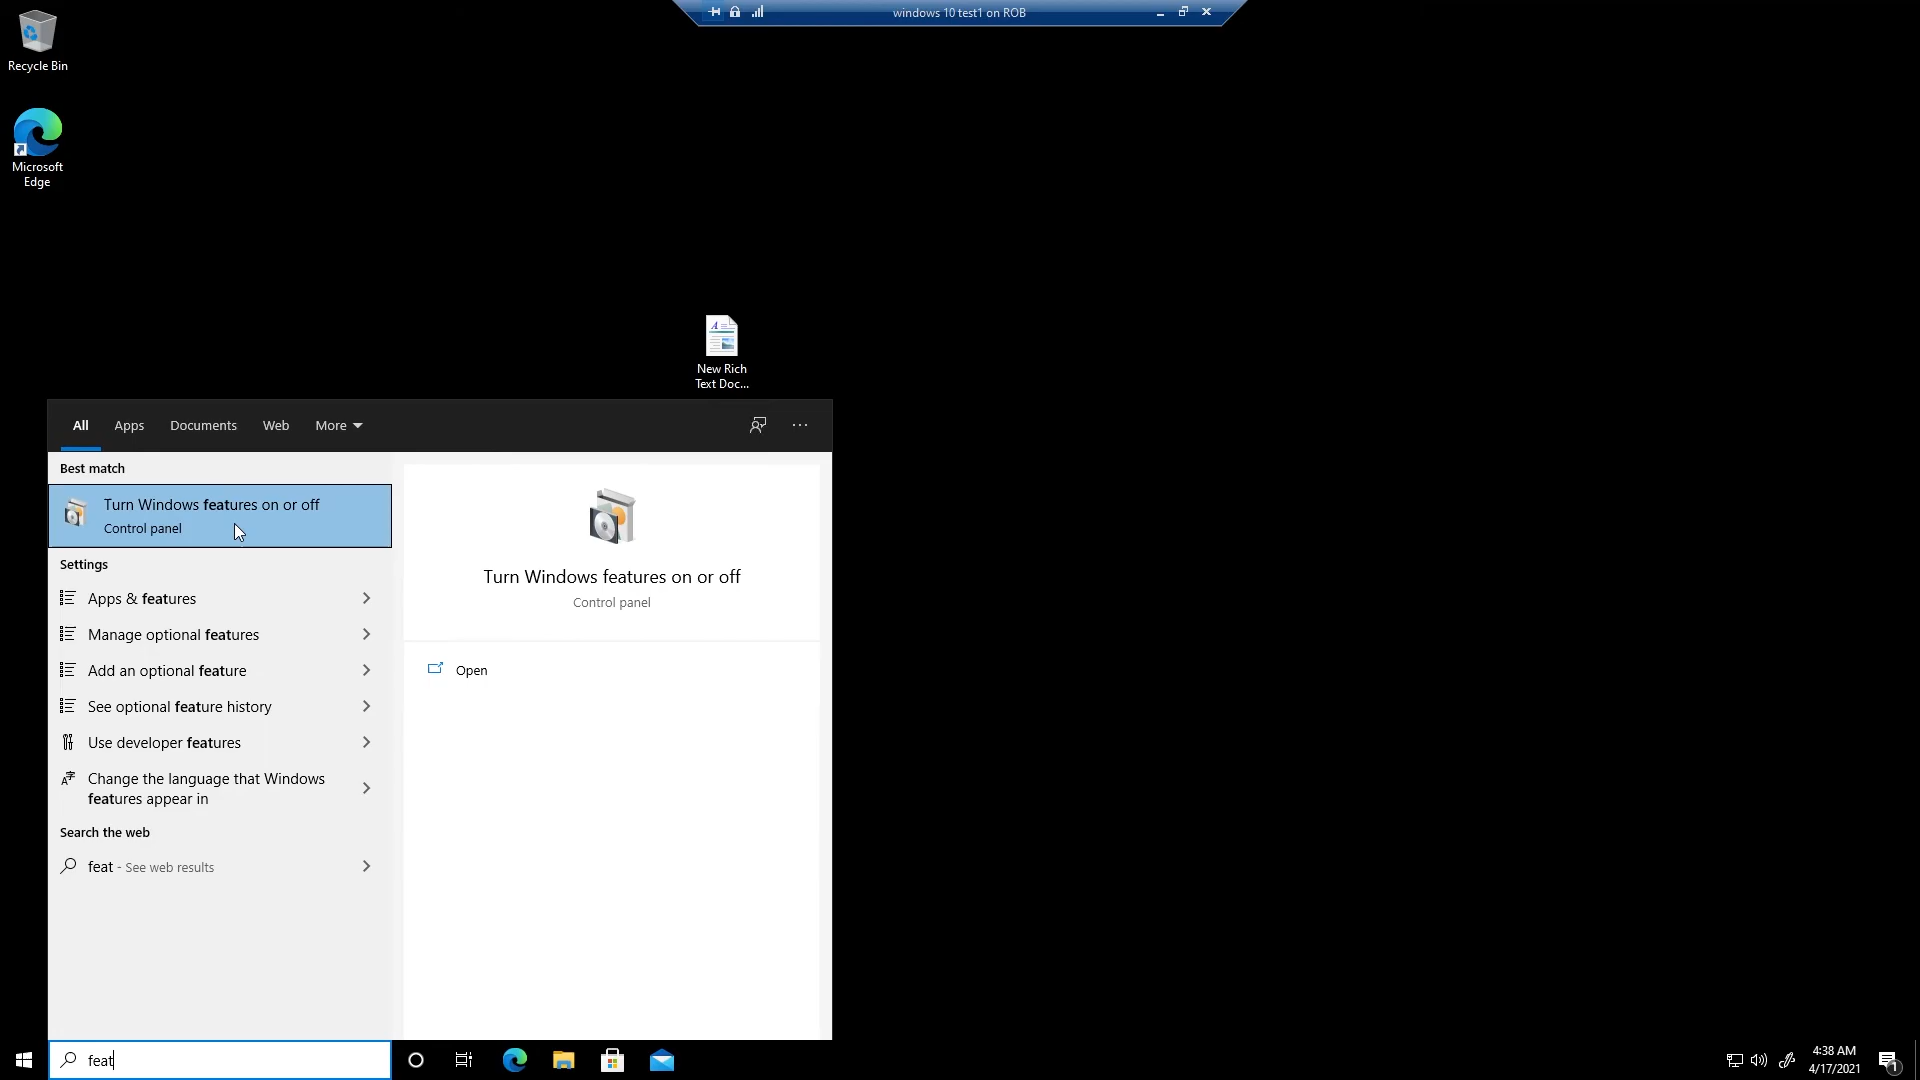 windows 10 test1 on ROB
Recycle Bin
Microsoft
Edge
New Rich
Text Doc...
All
Apps
Documents
Web
More
Best match
Turn Windows features on or off
Control panel
Settings
Apps & features
Manage optional features
Add an optional feature
See optional feature history
Use developer features
Change the language that Windows
features appear in
Search the web
feat - See web results
Turn Windows features on or off
Control panel
Open
feat
4:38 AM
4/17/2021
1